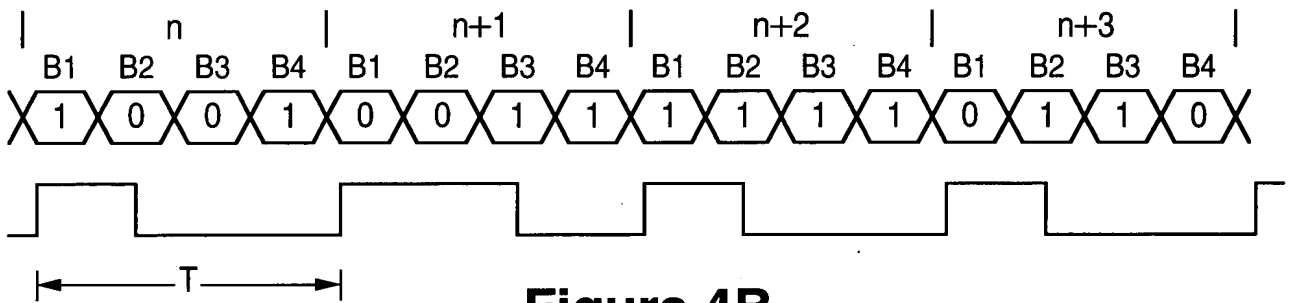 n n+1 n+2 n+3
B1 B2 B3 B4 B1 B2 B3 B4 B1 B2 B3 B4 B1 B2 B3 B4
1 0 0 1 0 0 1 1 1 1 1 1 0 1 1 0
T
Figure 4B